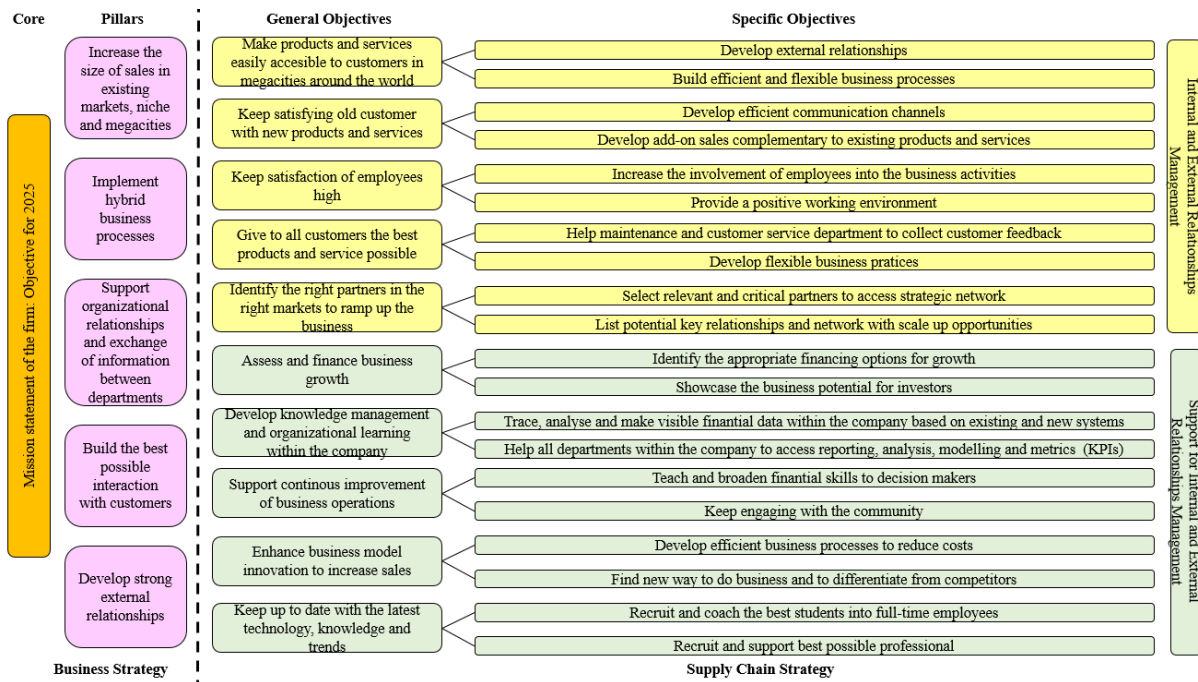 Core
Pillars
General Objectives
Specific Objectives
Mission statement of the firm: Objective for 2025
Increase the
size of sales in
existing
markets, niche
and megacities
Implement
hybrid
business
processes
Support
organizational
relationships
and exchange
of information
between
departments
Build the best
possible
interaction
with customers
Develop strong
external
relationships
Make products and services
easily accesible to customers in
megacities around the world
Develop external relationships
Build efficient and flexible business processes
Keep satisfying old customer
with new products and services
Develop efficient communication channels
Develop add-on sales complementary to existing products and services
Keep satisfaction of employees
high
Increase the involvement of employees into the business activities
Provide a positive working environment
Give to all customers the best
products and service possible
Help maintenance and customer service department to collect customer feedback
Develop flexible business pratices
Identify the right partners in the
right markets to ramp up the
business
Select relevant and critical partners to access strategic network
List potential key relationships and network with scale up opportunities
Assess and finance business
growth
Identify the appropriate financing options for growth
Showcase the business potential for investors
Develop knowledge management
and organizational learning
within the company
Trace, analyse and make visible finantial data within the company based on existing and new systems
Help all departments within the company to access reporting, analysis, modelling and metrics (KPIs)
Support continous improvement
of business operations
Teach and broaden finantial skills to decision makers
Keep engaging with the community
Enhance business model
innovation to increase sales
Develop efficient business processes to reduce costs
Find new way to do business and to differentiate from competitors
Keep up to date with the latest
technology, knowledge and
trends
Recruit and coach the best students into full-time employees
Recruit and support best possible professional
Internal and External Relationships
Management
Support for Internal and External
Relationships Management
Business Strategy
Supply Chain Strategy